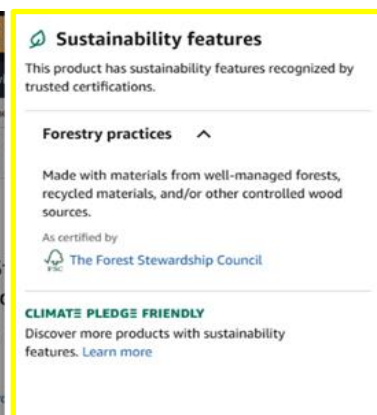 Sustainability features
This product has sustainability features recognized by
trusted certifications.
Forestry practices
Made with materials from well-managed forests,
recycled materials, and/or other controlled wood
sources.
As certified by
FSC
The Forest Stewardship Council
CLIMATE PLEDGE FRIENDLY
Discover more products with sustainability
features. Learn more